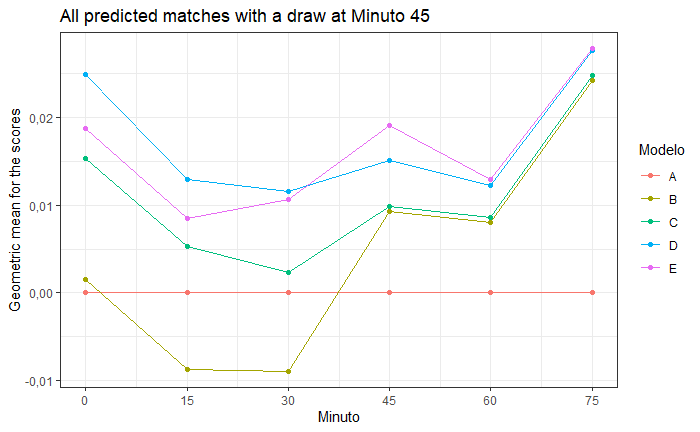 All predicted matches with a draw at Minuto 45
Geometric mean for the scores
0,02
0,01
0,00
-0,01
0 15 30 45 60 75
Minuto
Modelo
A
B
C
D
E